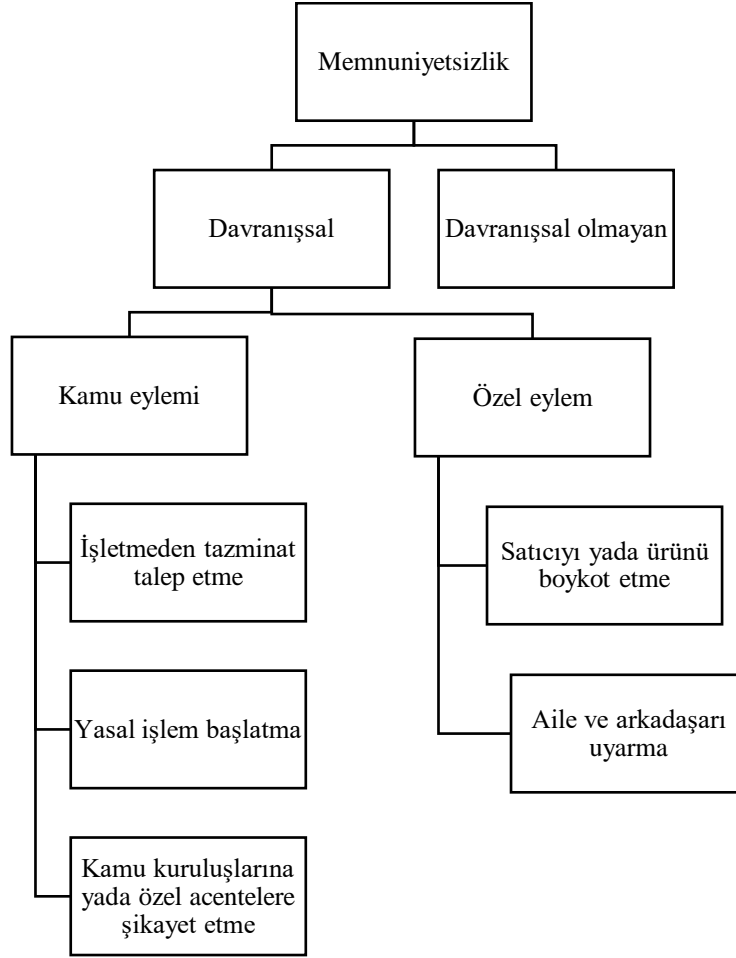 Memnuniyetsizlik
Davranışsal
Davranışsal olmayan
Kamu eylemi
Özel eylem
İşletmeden tazminat
talep etme
Yasal işlem başlatma
Kamu kuruluşlarına
yada özel acentelere
şikayet etme
Satıcıyı yada ürünü
boykot etme
Aile ve arkadaşarı
uyarma